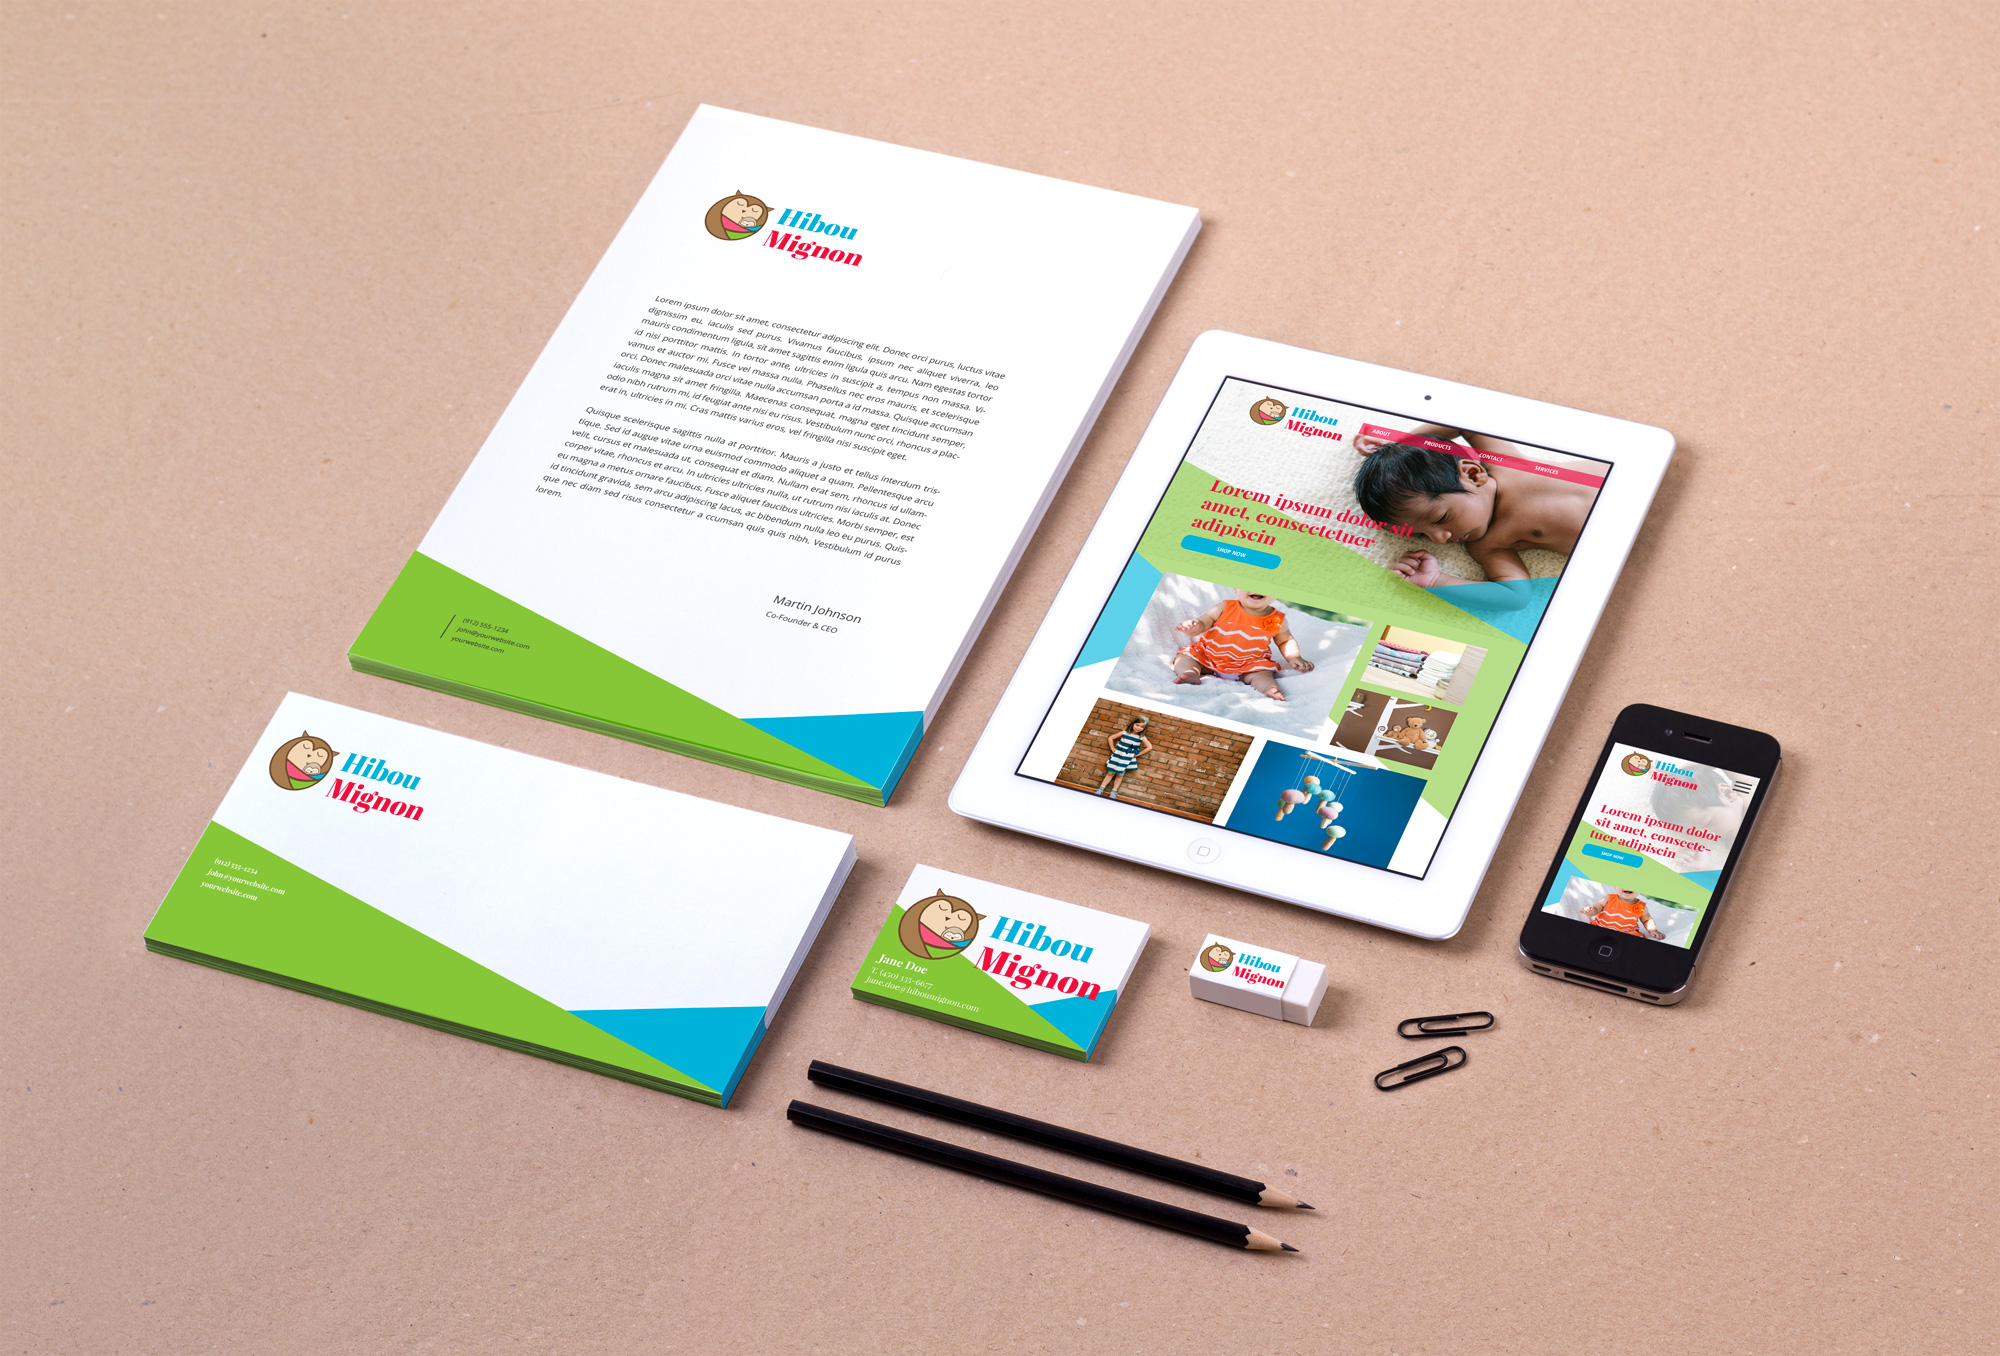 Hibou
Mignon
Lorem ipsum dolor sit amet, consectetur adipiscing elit. Donec orci purus, luctus vitae
dignissim eu, iaculis sed purus. Vivamus faucibus, ipsum nec aliquet viverra, leo
mauris condimentum ligula, sit amet sagittis enim ligula quis arcu. Nam egestas tortor
id nisi porttitor mattis. In tortor ante, ultricies in suscipit a, tempus non massa. Vi-
vamus et auctor mi. Fusce vel massa nulla. Phasellus nec eros mauris, et scelerisque
orci. Donec malesuada orci vitae nulla accumsan porta a id massa. Quisque accumsan
iaculis magna sit amet fringilla. Maecenas consequat, magna eget tincidunt semper,
odio nibh rutrum mi, id feugiat ante nisi eu risus. Vestibulum nunc orci, rhoncus a plac-
erat in, ultricies in mi. Cras mattis varius eros, vel fringilla nisi suscipit eget.
Quisque scelerisque sagittis nulla at porttitor. Mauris a justo et tellus interdum tris-
tique. Sed id augue vitae urna euismod commodo aliquet a quam. Pellentesque arcu
velit, cursus et malesuada ut, consequat et diam. Nullam erat sem, rhoncus id ullam-
corper vitae, rhoncus et arcu. In ultricies ultricies nulla, ut rutrum nisi iaculis at. Donec
eu magna a metus ornare faucibus. Fusce aliquet faucibus ultricies. Morbi semper, est
id tincidunt gravida, sem arcu adipiscing lacus, ac bibendum nulla leo eu purus. Quis-
que nec diam sed risus consectetur a ccumsan quis quis nibh. Vestibulum id purus
lorem.
Martin Johnson
Co-Founder & CEO
(912) 555-1234
john@yourwebsite.com
yourwebsite.com
Hibou
Mignon
(912) 555-1234
john@yourwebsite.com
yourwebsite.com
Hibou
Mignon
Jane Doe
T. (450) 335-6677
jane.doe@hiboumignon.com
Hibou
Mignon
Hibou
Mignon
ABOUT
PRODUCTS
CONTACT
SERVICES
Lorem ipsum dolor sit
amet, consectetuer
adipiscin
SHOP NOW
Hibou
Mignon
Lorem ipsum dolor
sit amet, consecte-
tuer adipiscin
SHOP NOW